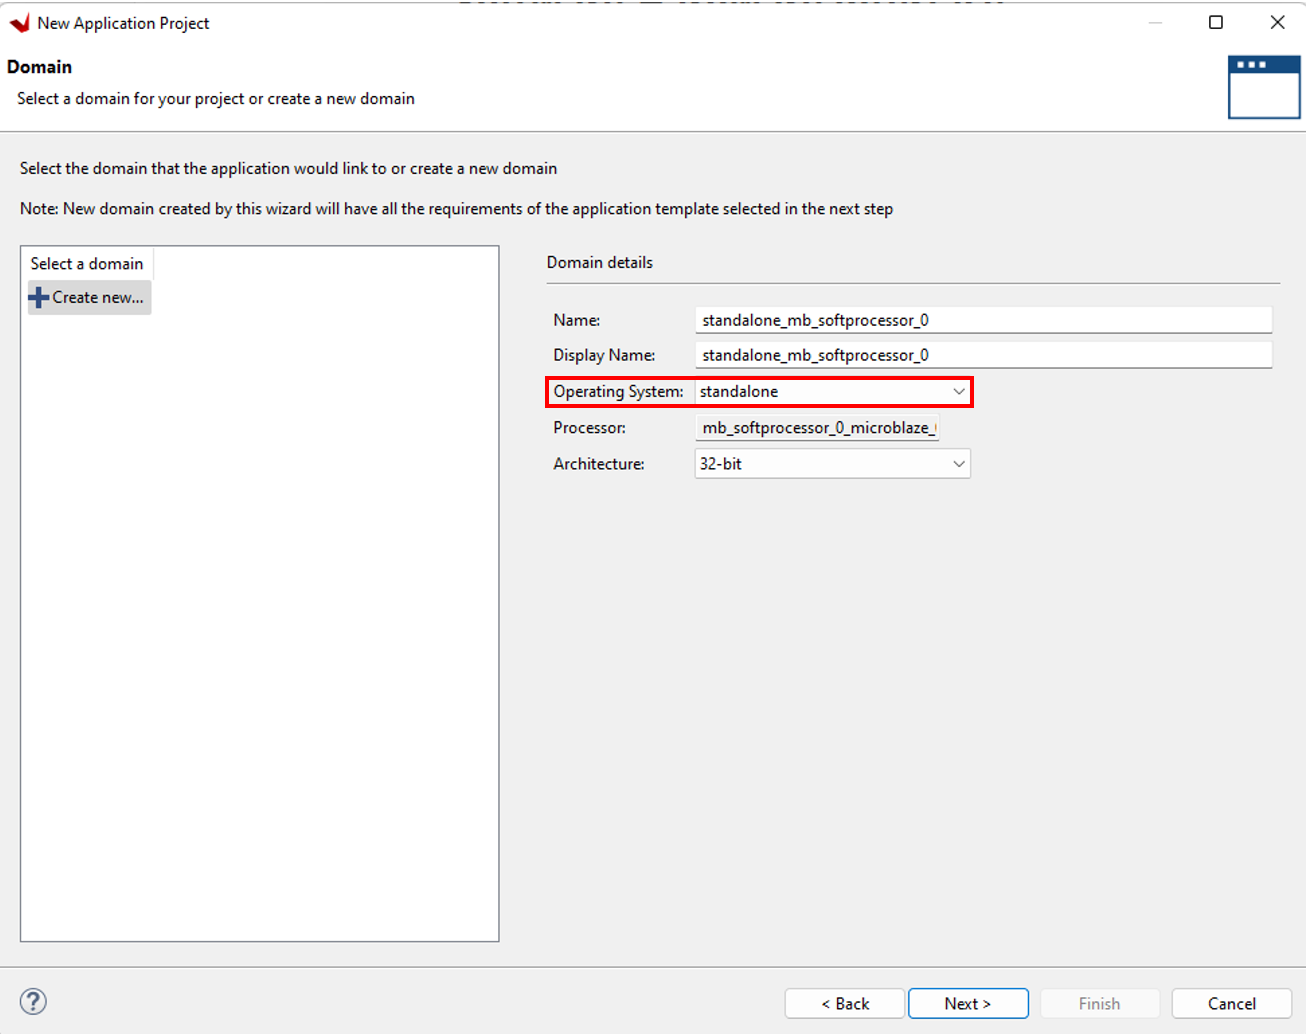 New Application Project
Domain
Select a domain for your project or create a new domain
Select the domain that the application would link to or create a new domain
Note: New domain created by this wizard will have all the requirements of the application template selected in the next step
Select a domain
Create new...
Domain details
Name: standalone_mb_softprocessor_0
Display Name: standalone_mb_softprocessor_0
Operating System: standalone
Processor: mb_softprocessor_0_microblaze_
Architecture: 32-bit
?
< Back
Next >
Finish
Cancel